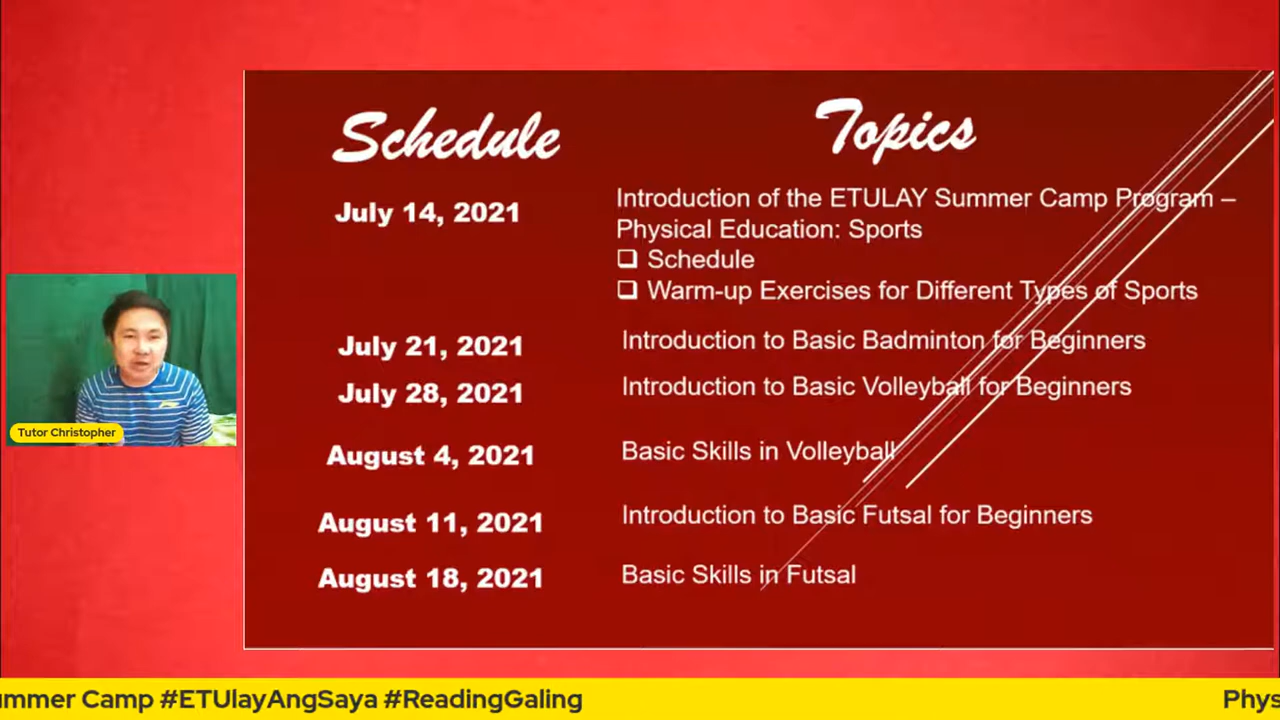 Schedule
Topics
July 14, 2021
Introduction of the ETULAY Summer Camp Program –
Physical Education: Sports
❑ Schedule
❑ Warm-up Exercises for Different Types of Sports
July 21, 2021
Introduction to Basic Badminton for Beginners
July 28, 2021
Introduction to Basic Volleyball for Beginners
August 4, 2021
Basic Skills in Volleyball
August 11, 2021
Introduction to Basic Futsal for Beginners
August 18, 2021
Basic Skills in Futsal
Tutor Christopher
ummer Camp #ETUlayAngSaya #ReadingGaling
Phys